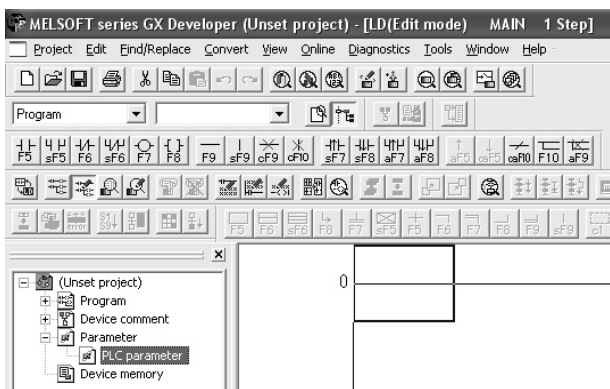 MELSOFT series GX Developer (Unset project) - [LD(Edit mode) MAIN 1 Step]
Project Edit Find/Replace Convert View Online Diagnostics Tools Window Help
Program
F5 sF5 F6 sF6 F7 F8 F9 sF9 cF9 cF10 sF7 sF8 aF7 aF8 aF5 caF5 caF10 F10 aF9
error S9
F5 F6 sF6 F8 F7 sF5 F5 F6 F7 F8 F9 sF9 c1
0
(Unset project)
Program
Device comment
Parameter
PLC parameter
Device memory